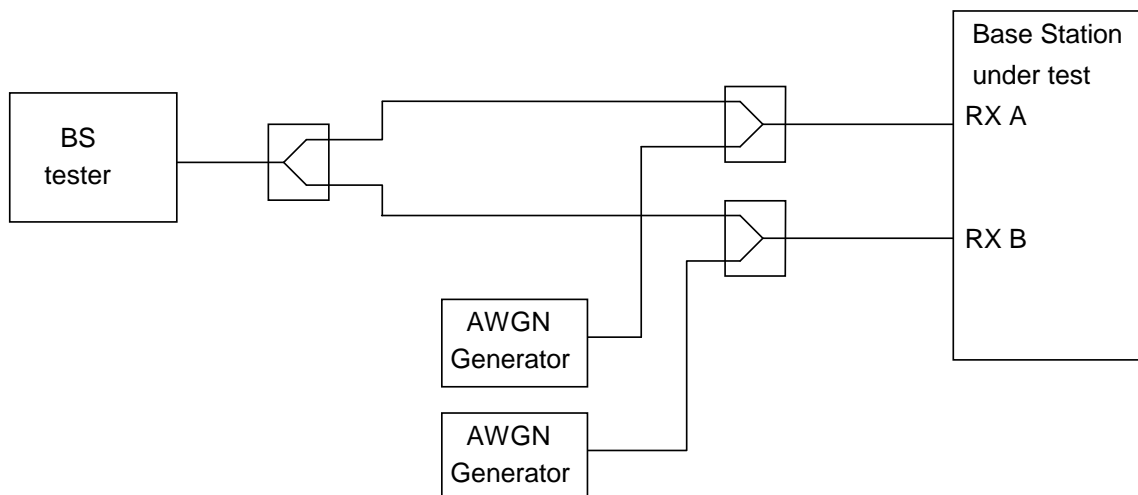 BS
tester
Base Station
under test
RX A
RX B
AWGN
Generator
AWGN
Generator